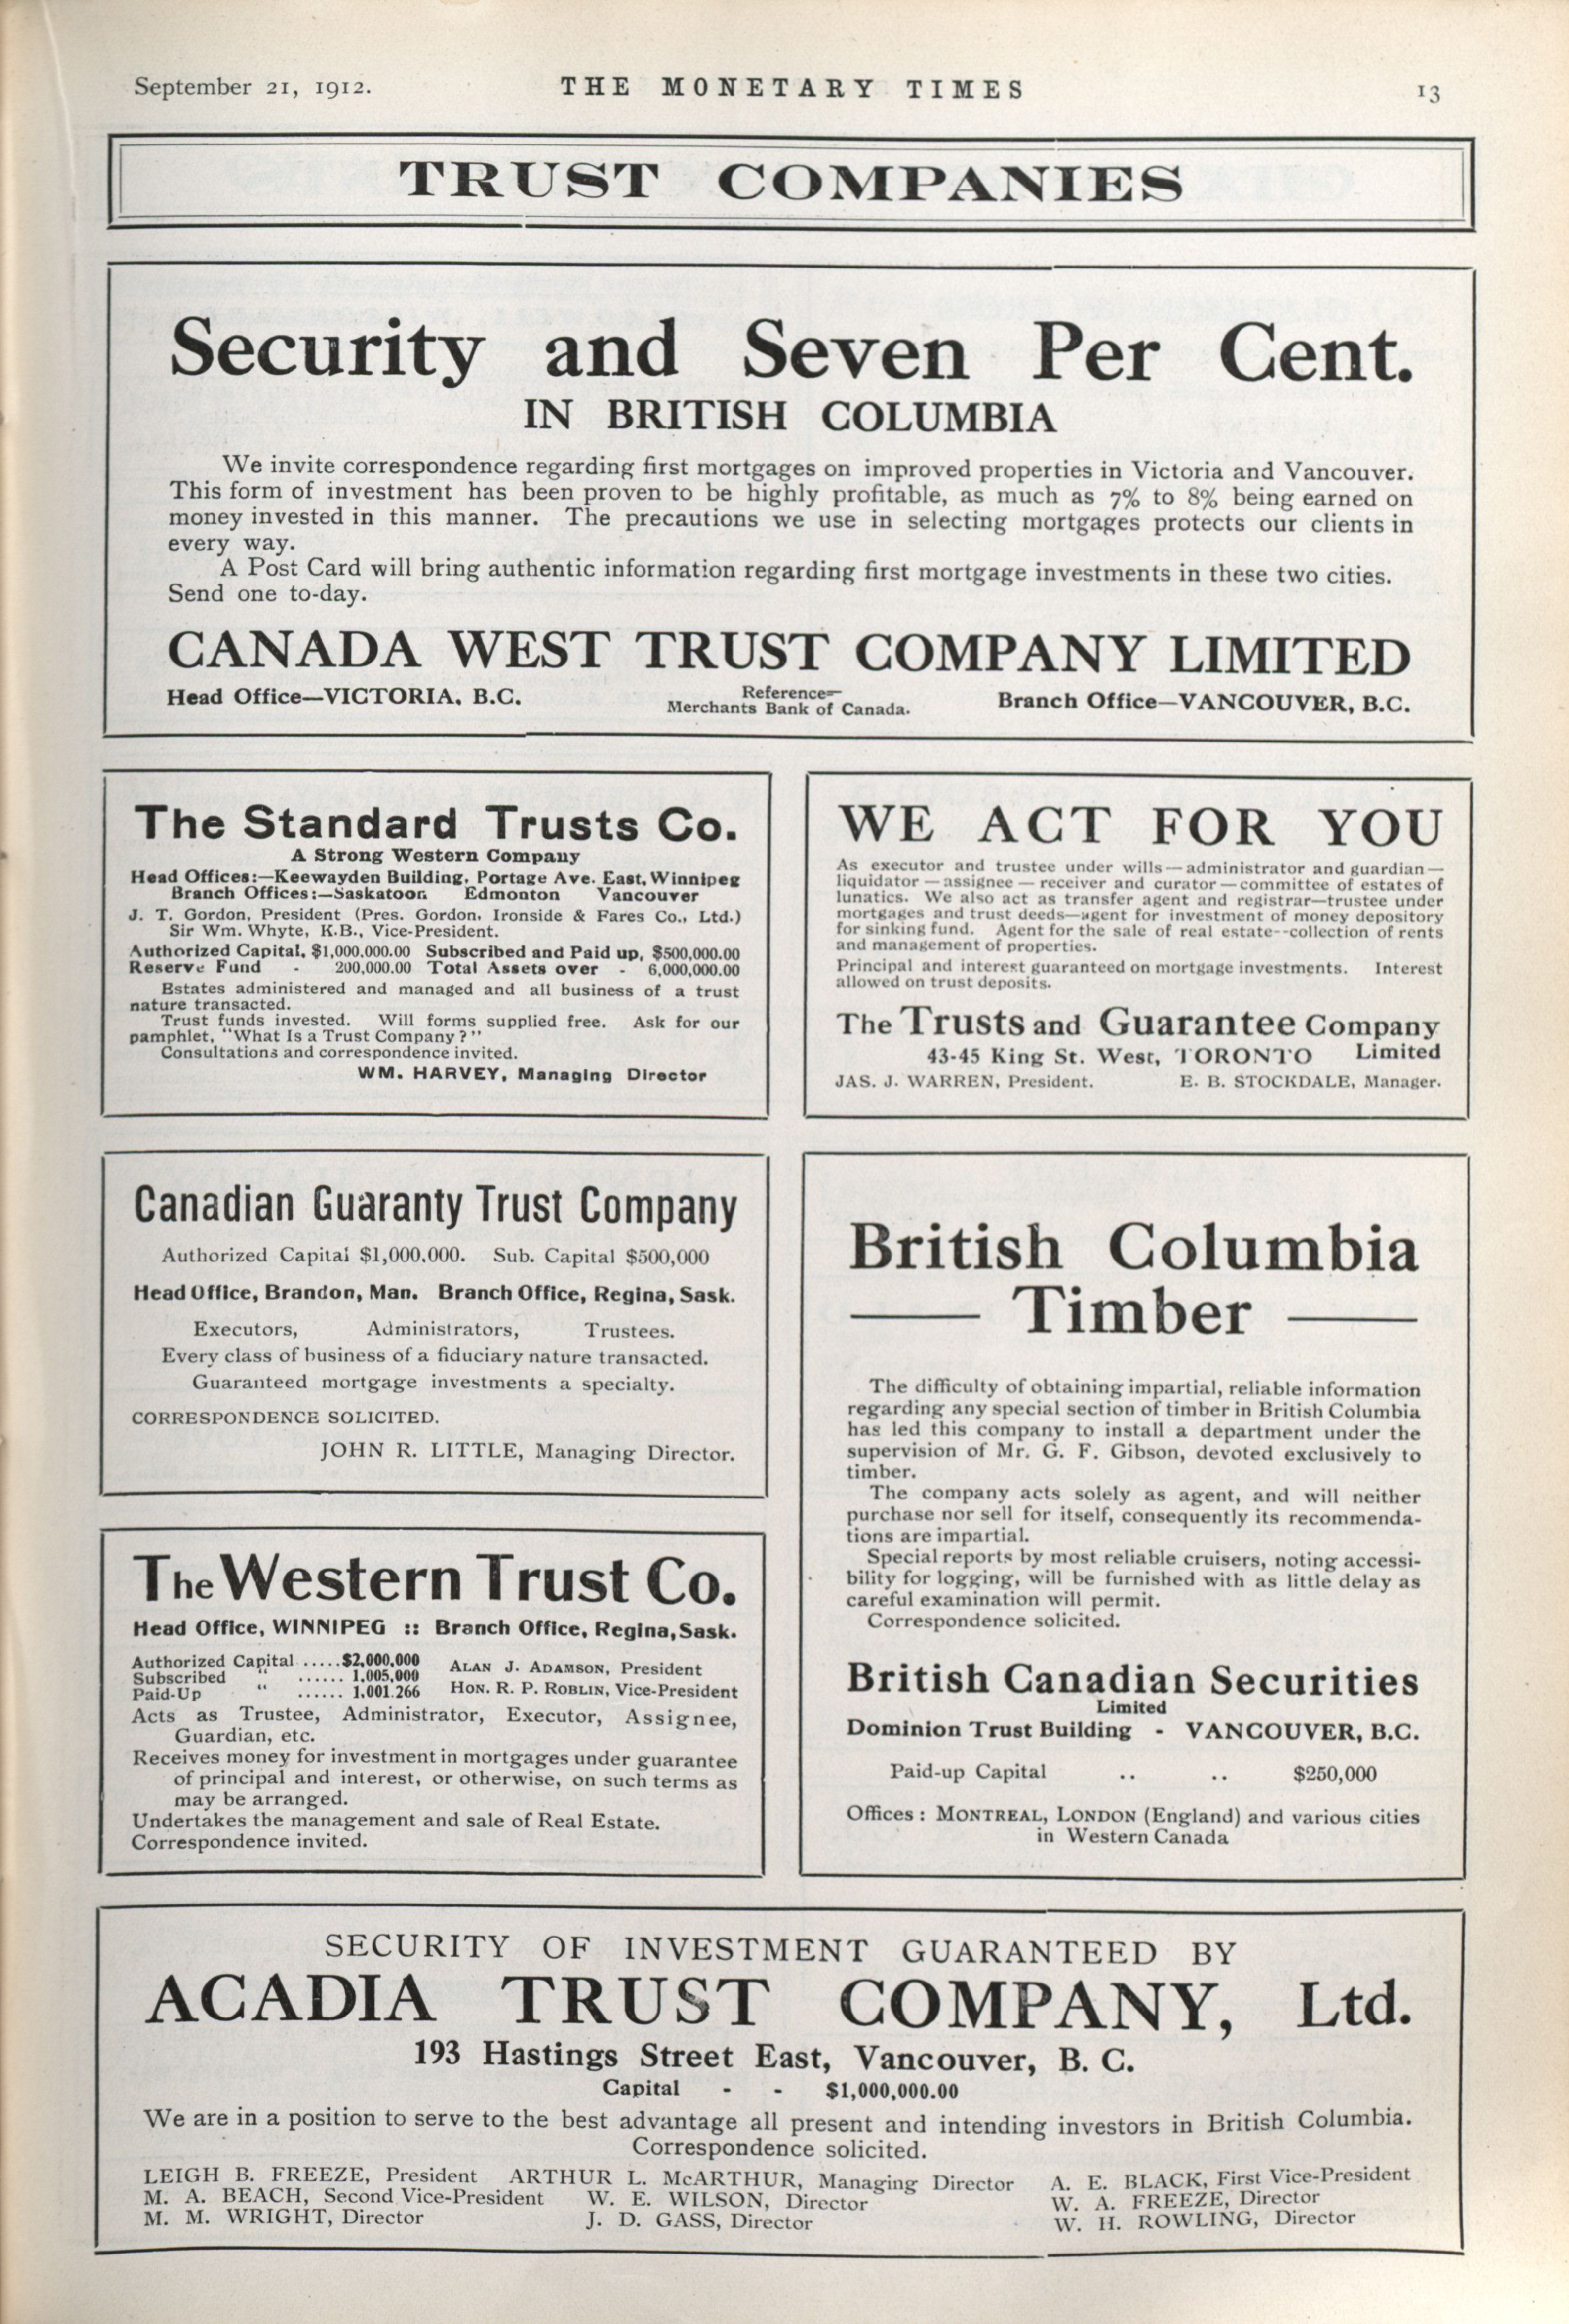 September 21, 1912.
THE MONETARY TIMES
13
TRUST COMPANIES
Security and Seven Per Cent.
IN BRITISH COLUMBIA
We invite correspondence regarding first mortgages on improved properties in Victoria and Vancouver.
This form of investment has been proven to be highly profitable, as much as 7% to 8% being earned on
money invested in this manner. The precautions we use in selecting mortgages protects our clients in
every way.
A Post Card will bring authentic information regarding first mortgage investments in these two cities.
Send one to-day.
CANADA WEST TRUST COMPANY LIMITED
Head Office—VICTORIA, B.C.
Reference—
Merchants Bank of Canada.
Branch Office—VANCOUVER, B.C.
The Standard Trusts Co.
A Strong Western Company
Head Offices:—Keewayden Building, Portage Ave. East, Winnipeg
Branch Offices:—Saskatoon Edmonton Vancouver
J. T. Gordon, President (Pres. Gordon, Ironside & Fares Co., Ltd.)
Sir Wm. Whyte, K.B., Vice-President.
Authorized Capital, $1,000,000.00 Subscribed and Paid up, $500,000.00
Reserve Fund - 200,000.00 Total Assets over - 6,000,000.00
Estates administered and managed and all business of a trust
nature transacted.
Trust funds invested. Will forms supplied free. Ask for our
pamphlet, "What Is a Trust Company?"
Consultations and correspondence invited.
WM. HARVEY, Managing Director
WE ACT FOR YOU
As executor and trustee under wills—administrator and guardian—
liquidator—assignee—receiver and curator—committee of estates of
lunatics. We also act as transfer agent and registrar—trustee under
mortgages and trust deeds—agent for investment of money depository
for sinking fund. Agent for the sale of real estate--collection of rents
and management of properties.
Principal and interest guaranteed on mortgage investments. Interest
allowed on trust deposits.
The Trusts and Guarantee Company
43-45 King St. West, TORONTO Limited
JAS. J. WARREN, President. E. B. STOCKDALE, Manager.
Canadian Guaranty Trust Company
Authorized Capital $1,000,000. Sub. Capital $500,000
Head Office, Brandon, Man. Branch Office, Regina, Sask.
Executors, Administrators, Trustees.
Every class of business of a fiduciary nature transacted.
Guaranteed mortgage investments a specialty.
CORRESPONDENCE SOLICITED.
JOHN R. LITTLE, Managing Director.
The Western Trust Co.
Head Office, WINNIPEG :: Branch Office, Regina, Sask.
Authorized Capital .....$2,000,000
Subscribed " ...... 1,005,000
Paid-Up " ...... 1,001,266
ALAN J. ADAMSON, President
HON. R. P. ROBLIN, Vice-President
Acts as Trustee, Administrator, Executor, Assignee,
Guardian, etc.
Receives money for investment in mortgages under guarantee
of principal and interest, or otherwise, on such terms as
may be arranged.
Undertakes the management and sale of Real Estate.
Correspondence invited.
British Columbia
— Timber —
The difficulty of obtaining impartial, reliable information
regarding any special section of timber in British Columbia
has led this company to install a department under the
supervision of Mr. G. F. Gibson, devoted exclusively to
timber.
The company acts solely as agent, and will neither
purchase nor sell for itself, consequently its recommenda-
tions are impartial.
Special reports by most reliable cruisers, noting accessi-
bility for logging, will be furnished with as little delay as
careful examination will permit.
Correspondence solicited.
British Canadian Securities
Limited
Dominion Trust Building - VANCOUVER, B.C.
Paid-up Capital .. .. $250,000
Offices: MONTREAL, LONDON (England) and various cities
in Western Canada
SECURITY OF INVESTMENT GUARANTEED BY
ACADIA TRUST COMPANY, Ltd.
193 Hastings Street East, Vancouver, B. C.
Capital - - $1,000,000.00
We are in a position to serve to the best advantage all present and intending investors in British Columbia.
Correspondence solicited.
LEIGH B. FREEZE, President ARTHUR L. McARTHUR, Managing Director A. E. BLACK, First Vice-President
M. A. BEACH, Second Vice-President W. E. WILSON, Director W. A. FREEZE, Director
M. M. WRIGHT, Director J. D. GASS, Director W. H. ROWLING, Director